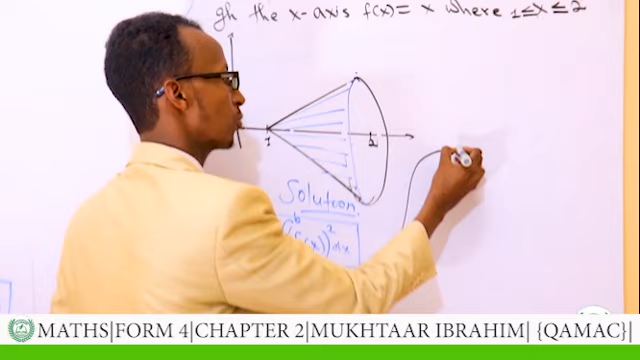 gh the x-axis f(x)= x where 1≤x≤2
1
2
Solution
(f(x))² dx
MATHS|FORM 4|CHAPTER 2|MUKHTAAR IBRAHIM| {QAMAC}|